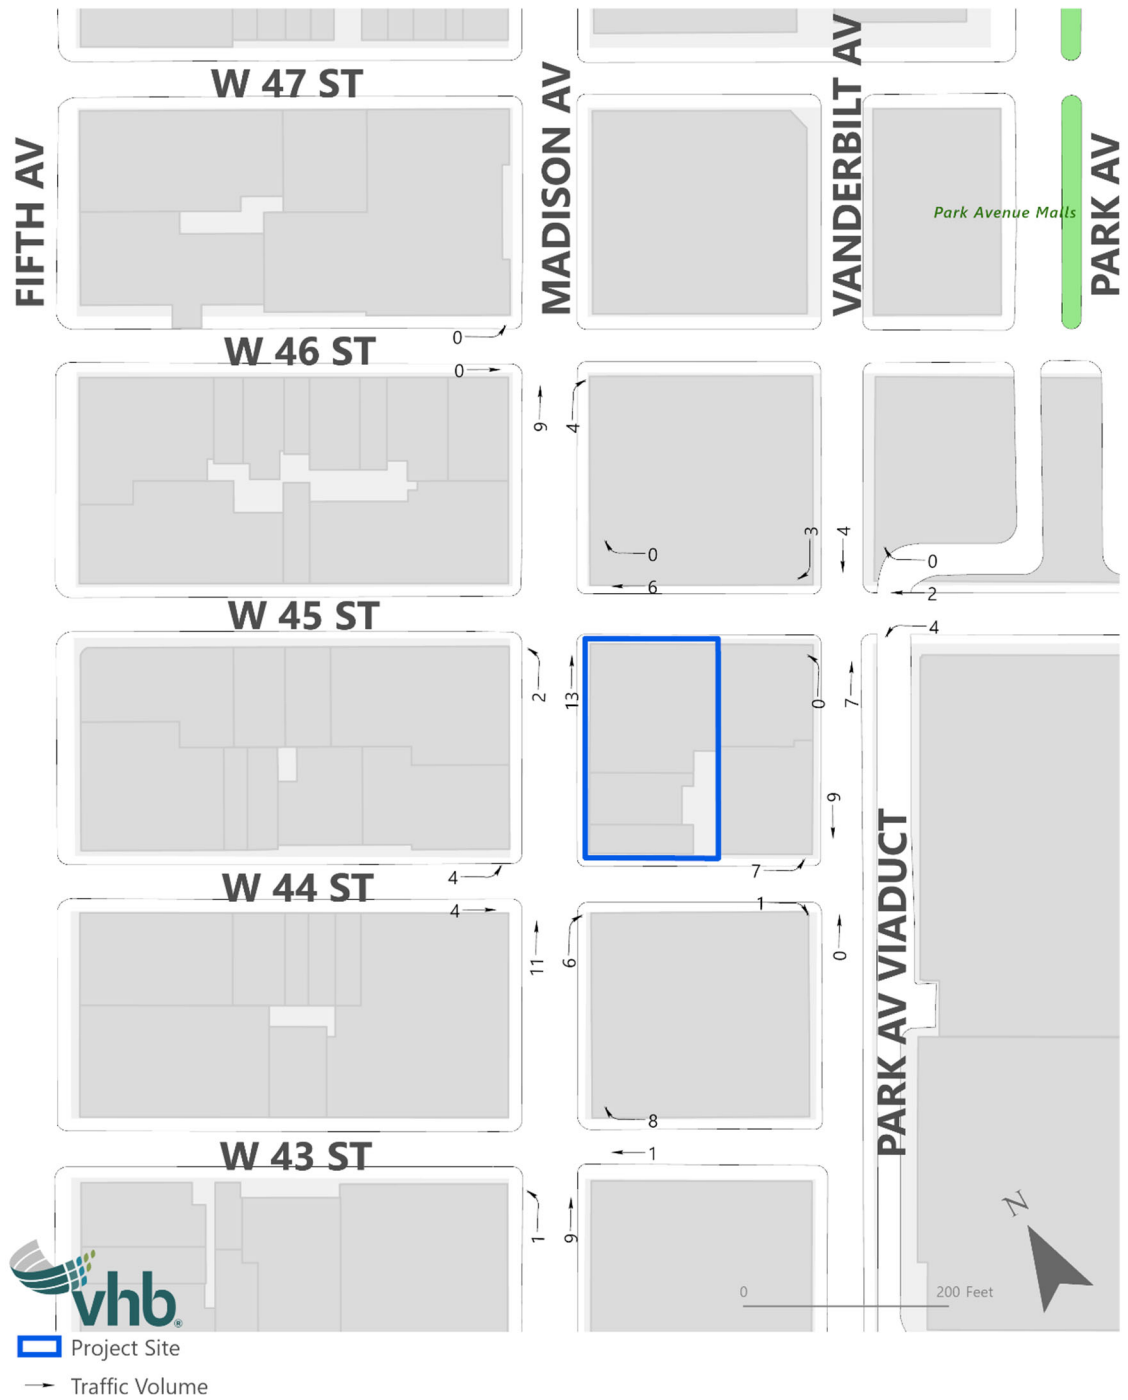 W 47 ST
FIFTH AV
MADISON AV
VANDERBILT AV
PARK AV
Park Avenue Malls
0
W 46 ST
0
9
4
0
3
4
0
6
2
W 45 ST
4
2
13
0
7
9
7
4
W 44 ST
4
1
11
6
0
PARK AV VIADUCT
8
W 43 ST
1
1
9
N
0
200 Feet
vhb®
Project Site
Traffic Volume